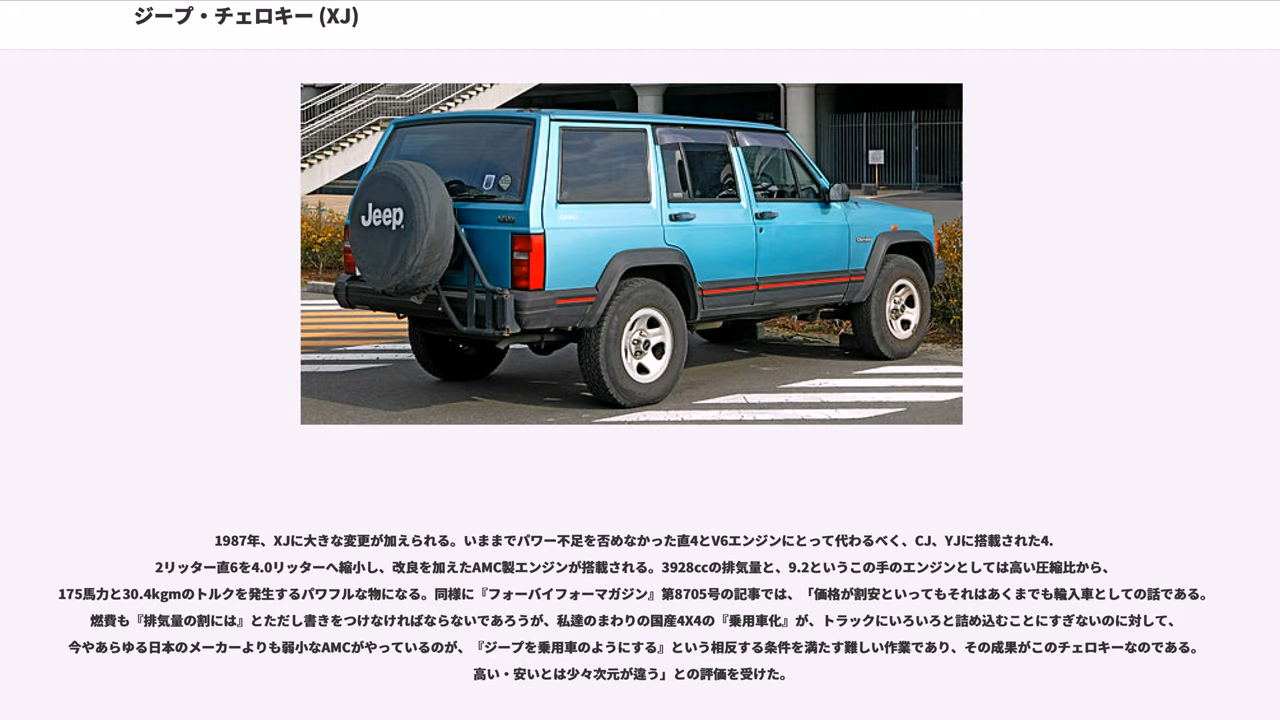 ジープ・チェロキー (XJ)
Jeep
1987年、XJに大きな変更が加えられる。いままでパワー不足を否めなかった直4とV6エンジンにとって代わるべく、CJ、YJに搭載された4.
2リッター直6を4.0リッターへ縮小し、改良を加えたAMC製エンジンが搭載される。3928ccの排気量と、9.2というこの手のエンジンとしては高い圧縮比から、
175馬力と30.4kgmのトルクを発生するパワフルな物になる。同様に『フォーバイフォーマガジン』第8705号の記事では、「価格が割安といってもそれはあくまでも輸入車としての話である。
燃費も『排気量の割には』とただし書きをつけなければならないであろうが、私達のまわりの国産4X4の『乗用車化』が、トラックにいろいろと詰め込むことにすぎないのに対して、
今やあらゆる日本のメーカーよりも弱小なAMCがやっているのが、『ジープを乗用車のようにする』という相反する条件を満たす難しい作業であり、その成果がこのチェロキーなのである。
高い・安いとは少々次元が違う」との評価を受けた。